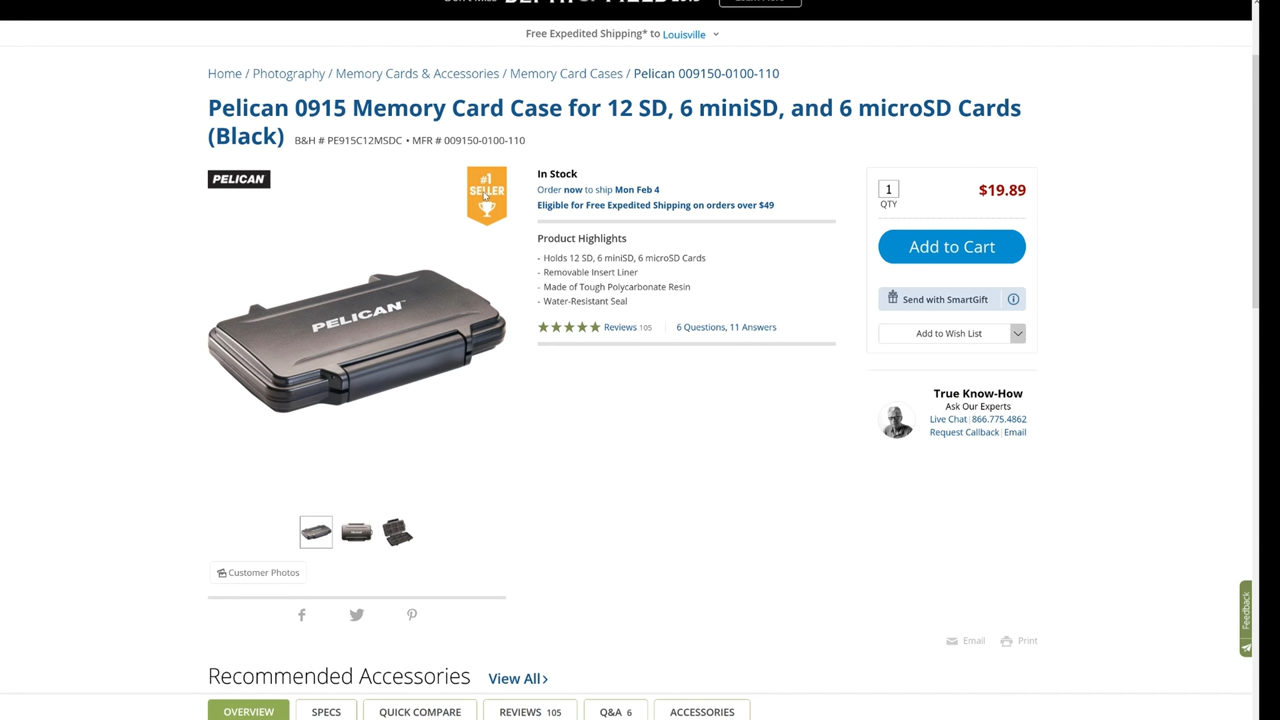 Free Expedited Shipping* to Louisville
Home / Photography / Memory Cards & Accessories / Memory Card Cases / Pelican 009150-0100-110
Pelican 0915 Memory Card Case for 12 SD, 6 miniSD, and 6 microSD Cards
(Black) B&H # PE915C12MSDC • MFR # 009150-0100-110
PELICAN
#1
SELLER
PELICAN™
In Stock
Order now to ship Mon Feb 4
Eligible for Free Expedited Shipping on orders over $49
Product Highlights
- Holds 12 SD, 6 miniSD, 6 microSD Cards
- Removable Insert Liner
- Made of Tough Polycarbonate Resin
- Water-Resistant Seal
Reviews 105 | 6 Questions, 11 Answers
1 $19.89
QTY
Add to Cart
Send with SmartGift
Add to Wish List
True Know-How
Ask Our Experts
Live Chat | 866.775.4862
Request Callback | Email
Customer Photos
Feedback
Email Print
Recommended Accessories View All›
OVERVIEW SPECS QUICK COMPARE REVIEWS 105 Q&A 6 ACCESSORIES